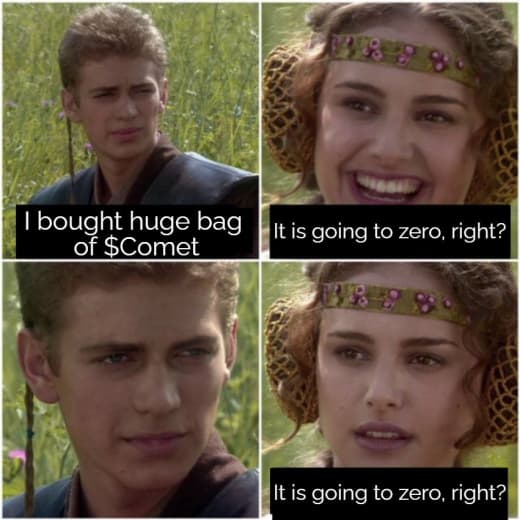 I bought huge bag
of $Comet
It is going to zero, right?
It is going to zero, right?